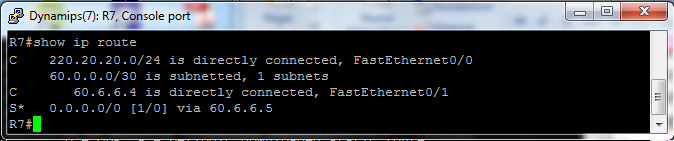 Dynamips(7): R7, Console port
R7#show ip route
C    220.20.20.0/24 is directly connected, FastEthernet0/0
     60.0.0.0/30 is subnetted, 1 subnets
C       60.6.6.4 is directly connected, FastEthernet0/1
S*   0.0.0.0/0 [1/0] via 60.6.6.5
R7#